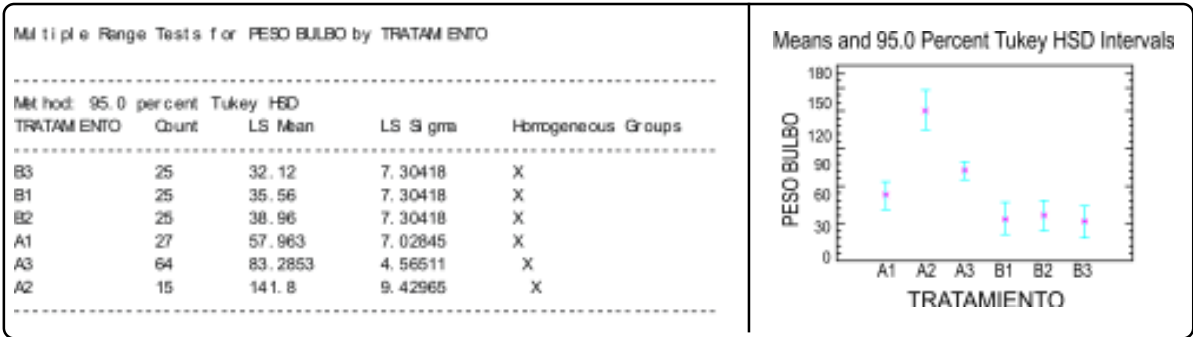 Multiple Range Tests for PESO BULBO by TRATAMIENTO
Method: 95.0 percent Tukey HSD
TRATAMIENTO Count LS Mean LS Sigma Homogeneous Groups
B3 25 32.12 7.30418 X
B1 25 35.56 7.30418 X
B2 25 38.96 7.30418 X
A1 27 57.963 7.02845 X
A3 64 83.2853 4.56511 X
A2 15 141.8 9.42965 X
Means and 95.0 Percent Tukey HSD Intervals
PESO BULBO
180
150
120
90
60
30
0
A1 A2 A3 B1 B2 B3
TRATAMIENTO